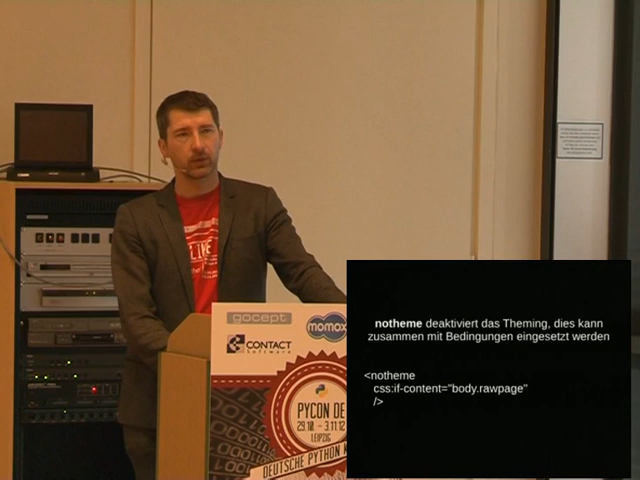 LIVE
gocept
momox
CONTACT
Software
PYCON DE
29.10. – 3.11.12
LEIPZIG
DEUTSCHE PYTHON K
notheme deaktiviert das Theming, dies kann
zusammen mit Bedingungen eingesetzt werden
<notheme
css:if-content="body.rawpage"
/>